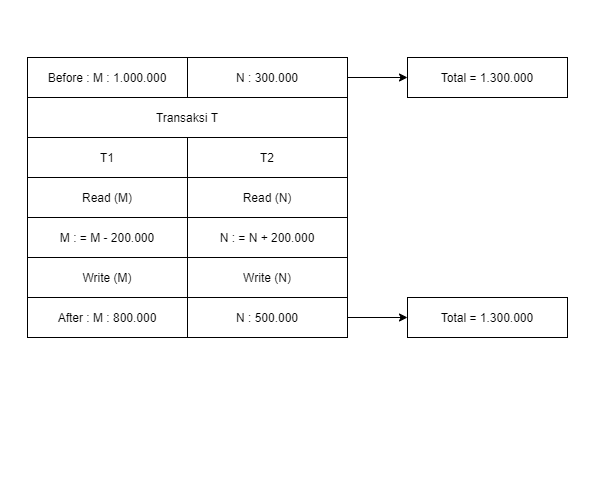 Before : M : 1.000.000
N : 300.000
Total = 1.300.000
Transaksi T
T1
T2
Read (M)
Read (N)
M : = M - 200.000
N : = N + 200.000
Write (M)
Write (N)
After : M : 800.000
N : 500.000
Total = 1.300.000